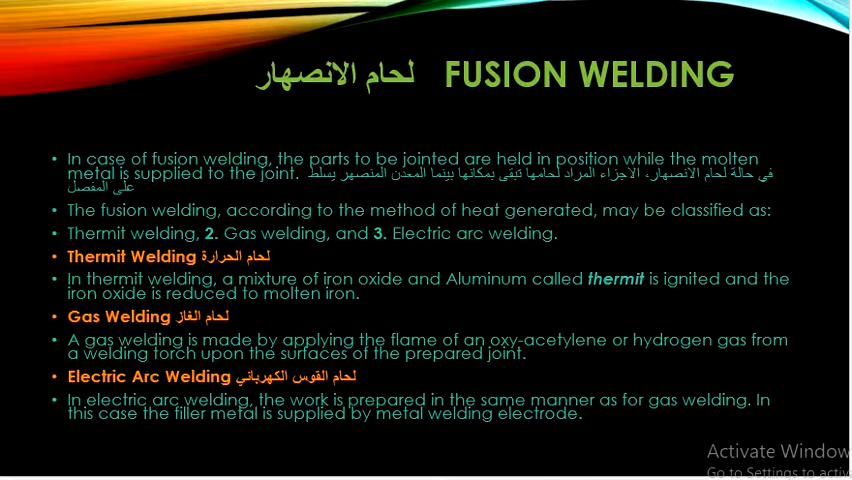 لحام الانصهار FUSION WELDING
• In case of fusion welding, the parts to be jointed are held in position while the molten
metal is supplied to the joint. في حالة لحام الانصهار، الاجزاء المراد لحامها تبقى بمكانها بينما المعدن المنصهر يسلط
على المفصل
• The fusion welding, according to the method of heat generated, may be classified as:
• Thermit welding, 2. Gas welding, and 3. Electric arc welding.
• Thermit Welding لحام الحرارة
• In thermit welding, a mixture of iron oxide and Aluminum called thermit is ignited and the
iron oxide is reduced to molten iron.
• Gas Welding لحام الغاز
• A gas welding is made by applying the flame of an oxy-acetylene or hydrogen gas from
a welding torch upon the surfaces of the prepared joint.
• Electric Arc Welding لحام القوس الكهربائي
• In electric arc welding, the work is prepared in the same manner as for gas welding. In
this case the filler metal is supplied by metal welding electrode.
Activate Window
Go to Settings to activ